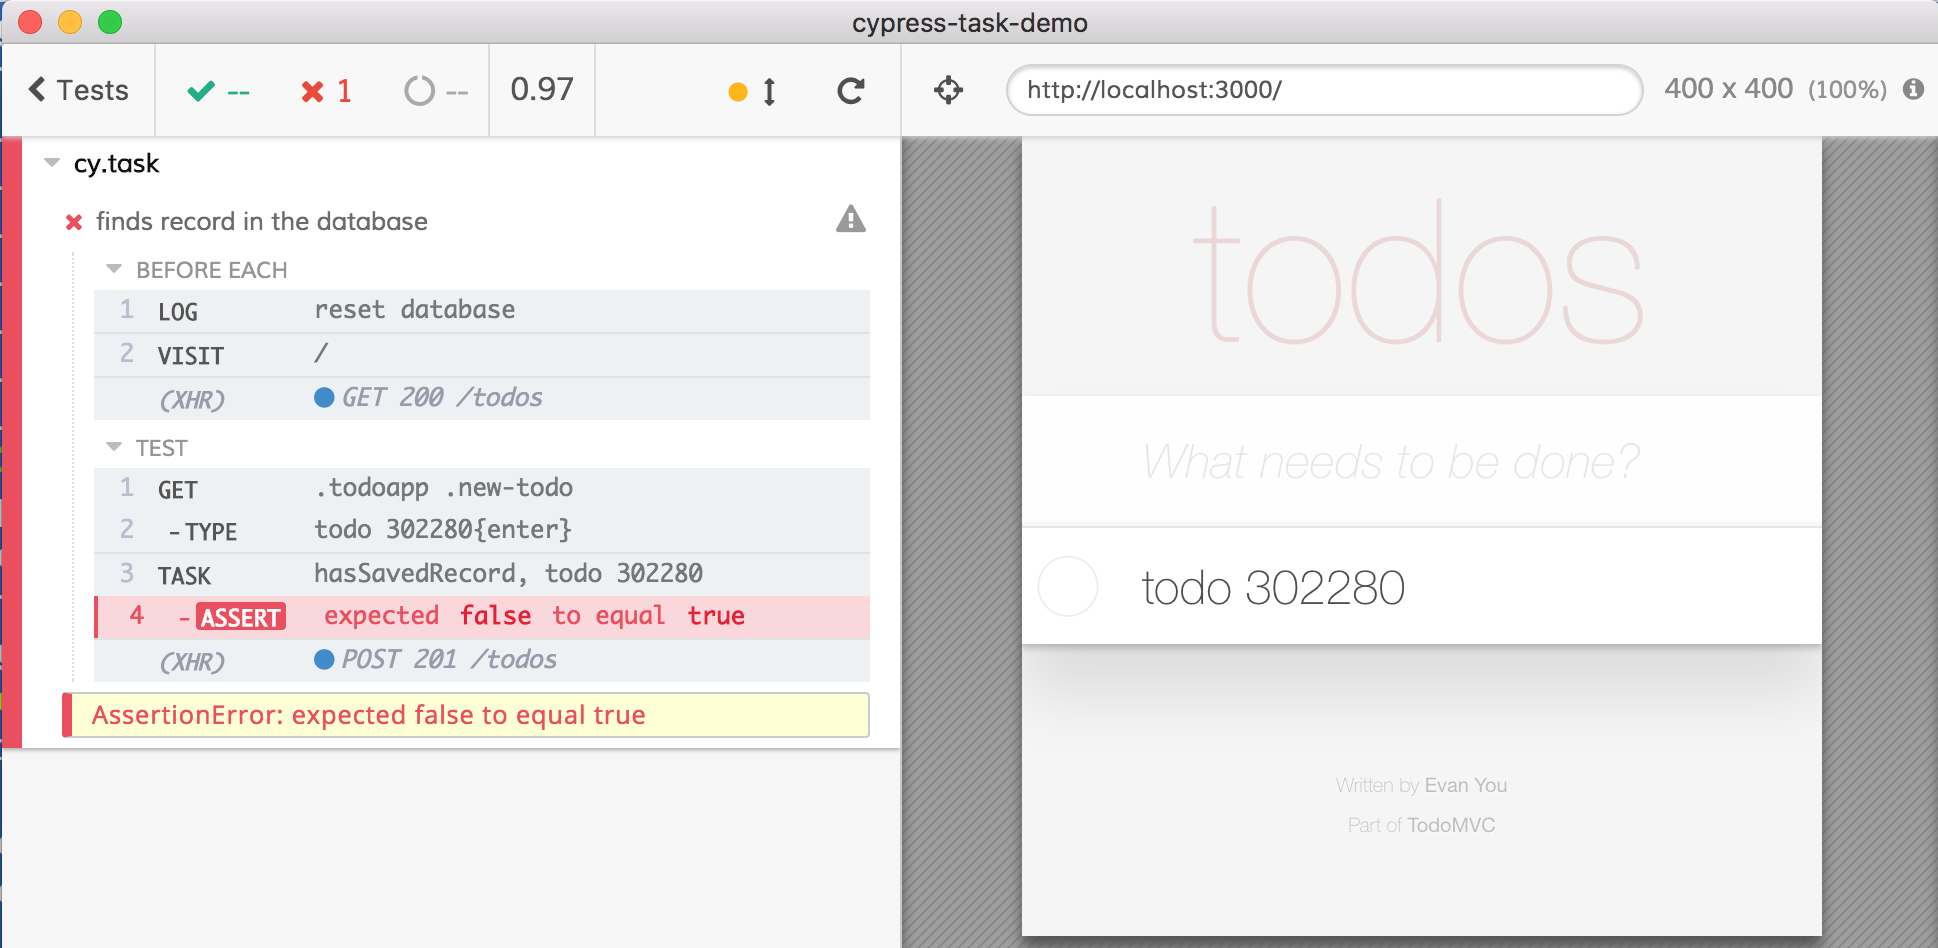 cypress-task-demo
Tests -- 1 -- 0.97
http://localhost:3000/ 400 x 400 (100%)
cy.task
finds record in the database
BEFORE EACH
1 LOG reset database
2 VISIT /
(XHR) GET 200 /todos
TEST
1 GET .todoapp .new-todo
2 -TYPE todo 302280{enter}
3 TASK hasSavedRecord, todo 302280
4 -ASSERT expected false to equal true
(XHR) POST 201 /todos
AssertionError: expected false to equal true
todos
What needs to be done?
todo 302280
Written by Evan You
Part of TodoMVC